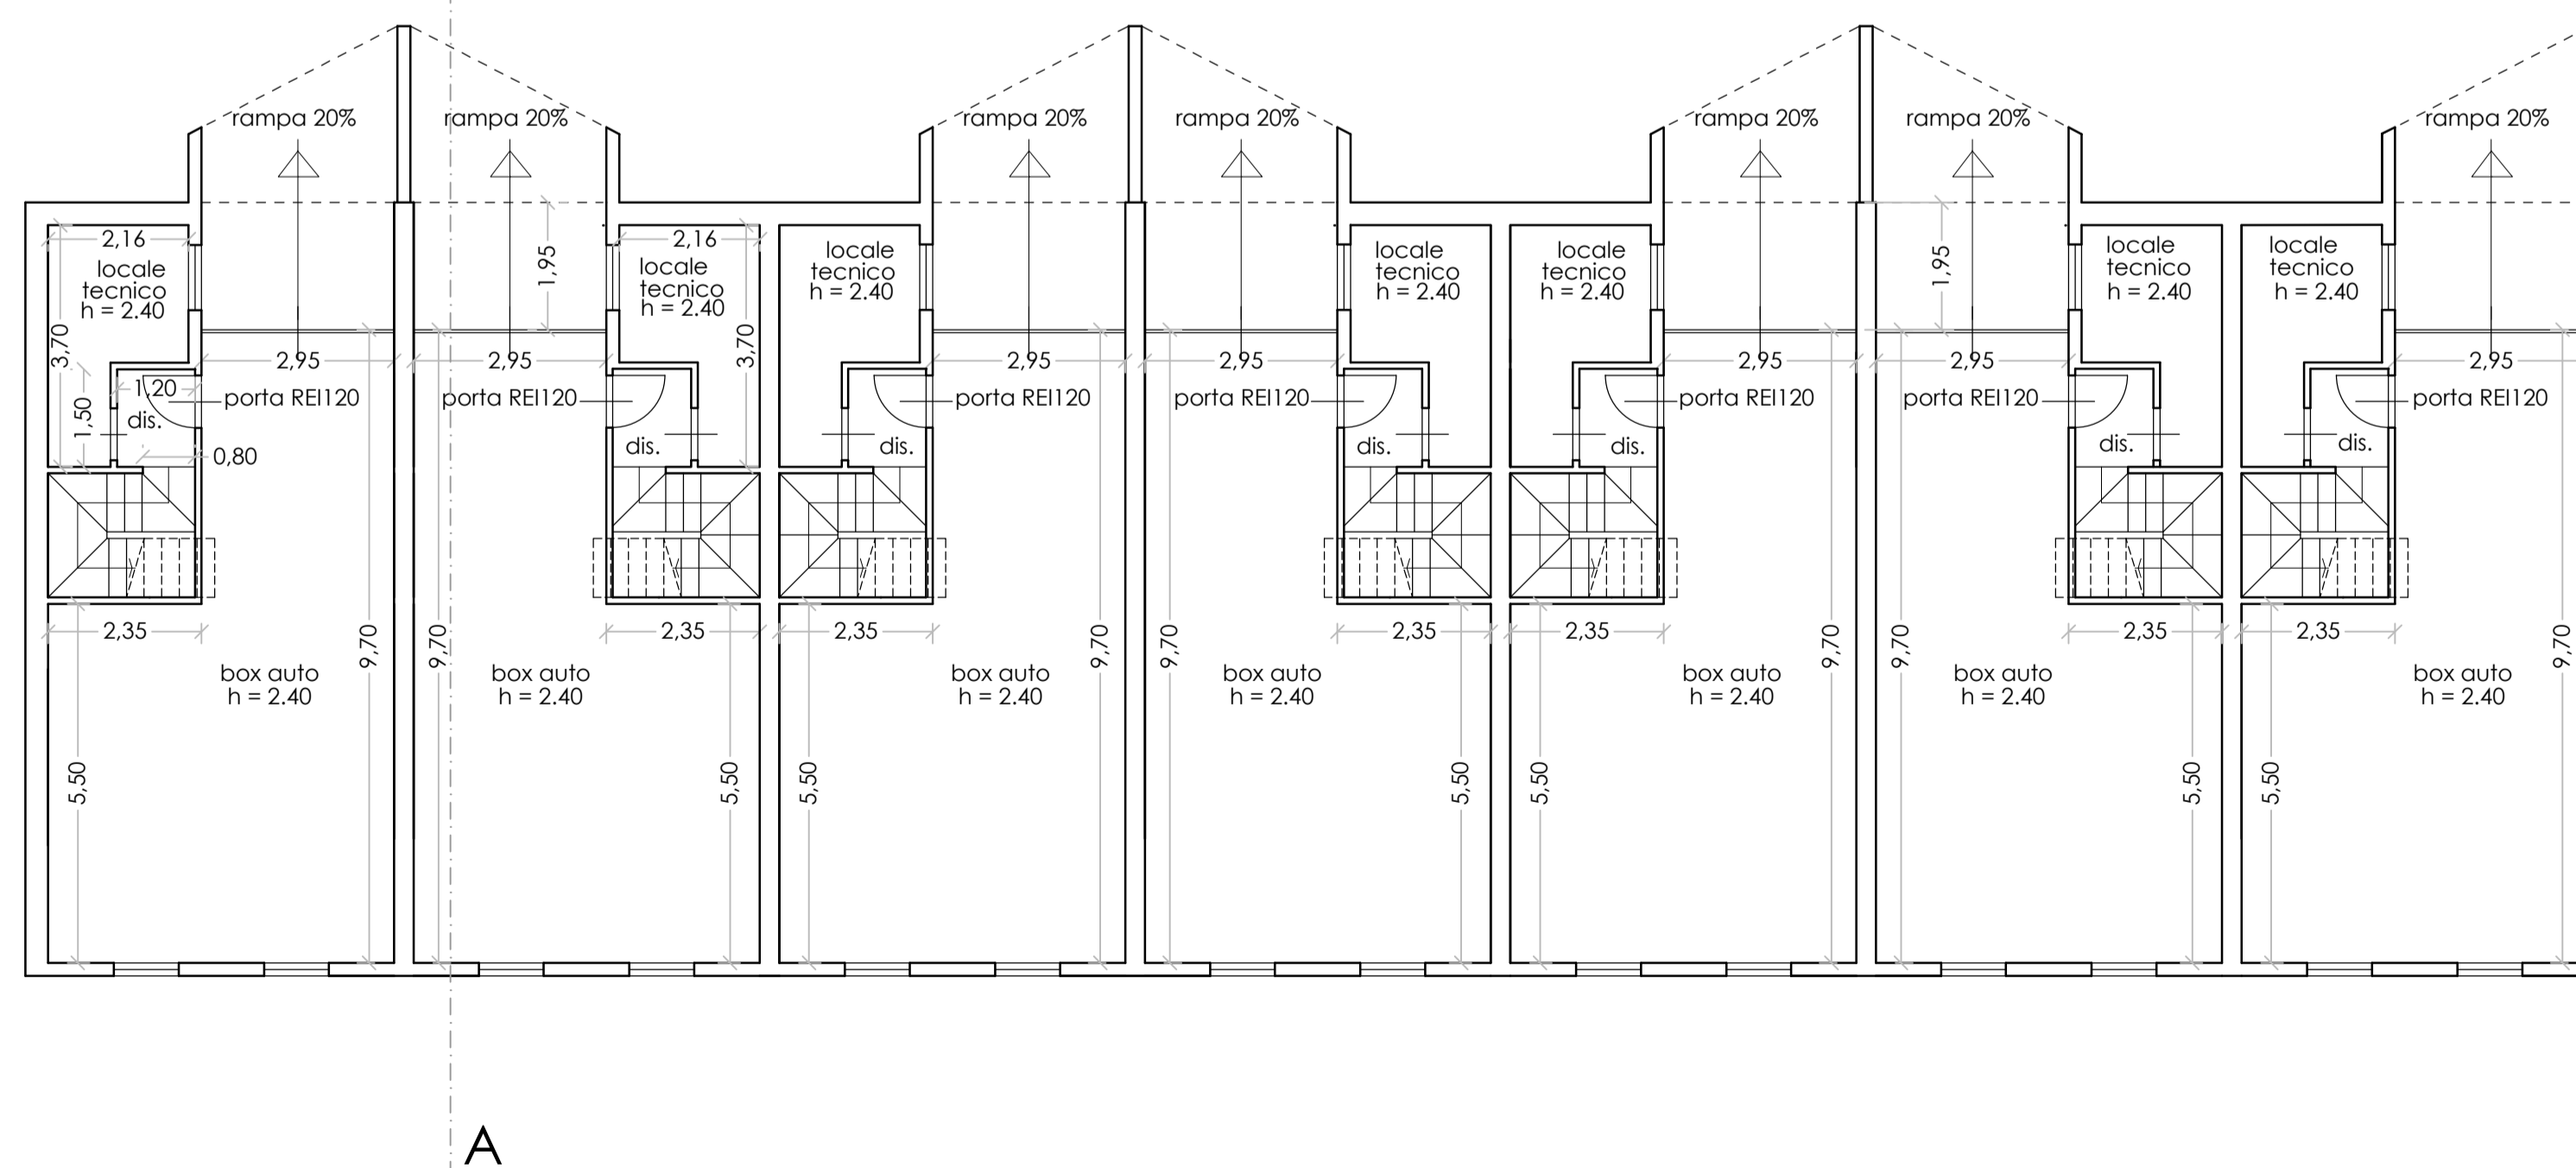 rampa 20%
rampa 20%
rampa 20%
rampa 20%
rampa 20%
rampa 20%
rampa 20%
2,16
locale
tecnico
h = 2.40
3,70
1,95
2,16
locale
tecnico
h = 2.40
3,70
locale
tecnico
h = 2.40
locale
tecnico
h = 2.40
locale
tecnico
h = 2.40
1,95
locale
tecnico
h = 2.40
locale
tecnico
h = 2.40
2,95
2,95
2,95
2,95
2,95
2,95
2,95
1,20
1,50
dis.
0,80
porta REI120
porta REI120
dis.
dis.
porta REI120
porta REI120
dis.
dis.
porta REI120
porta REI120
dis.
dis.
porta REI120
2,35
9,70
9,70
2,35
2,35
9,70
9,70
2,35
2,35
9,70
9,70
2,35
2,35
9,70
box auto
h = 2.40
box auto
h = 2.40
box auto
h = 2.40
box auto
h = 2.40
box auto
h = 2.40
box auto
h = 2.40
box auto
h = 2.40
5,50
5,50
5,50
5,50
5,50
5,50
5,50
A